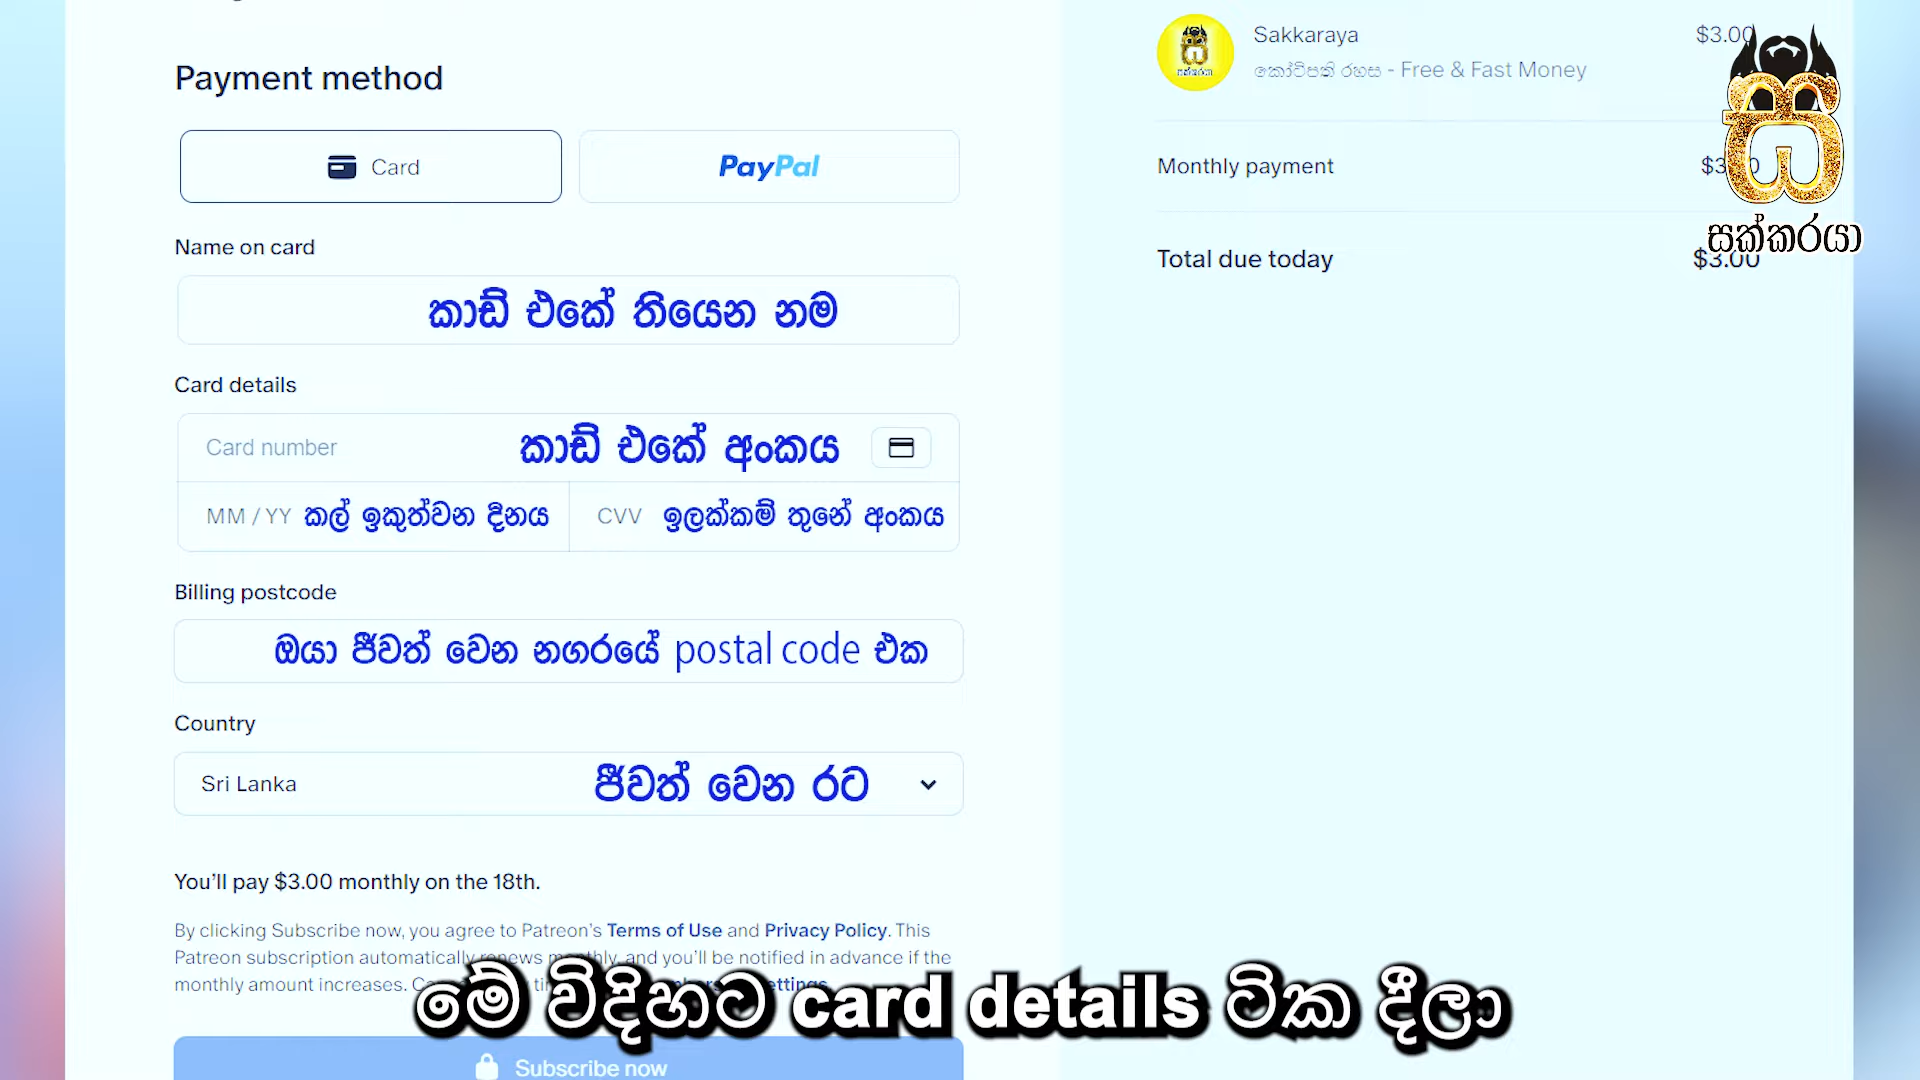 Payment method
Card
PayPal
Name on card
කාඩ් එකේ තියෙන නම
Card details
Card number කාඩ් එකේ අංකය
MM / YY කල් ඉකුත්වන දිනය CVV ඉලක්කම් තුනේ අංකය
Billing postcode
ඔයා ජීවත් වෙන නගරයේ postal code එක
Country
Sri Lanka ජීවත් වෙන රට
You'll pay $3.00 monthly on the 18th.
By clicking Subscribe now, you agree to Patreon's Terms of Use and Privacy Policy. This
Patreon subscription automatically renews monthly, and you'll be notified in advance if the
monthly amount increases.
Subscribe now
Sakkaraya $3.00
කෝටිපති රහස - Free & Fast Money
Monthly payment
Total due today $3.00
සක්කරයා
මේ විදිහට card details ටික දීලා